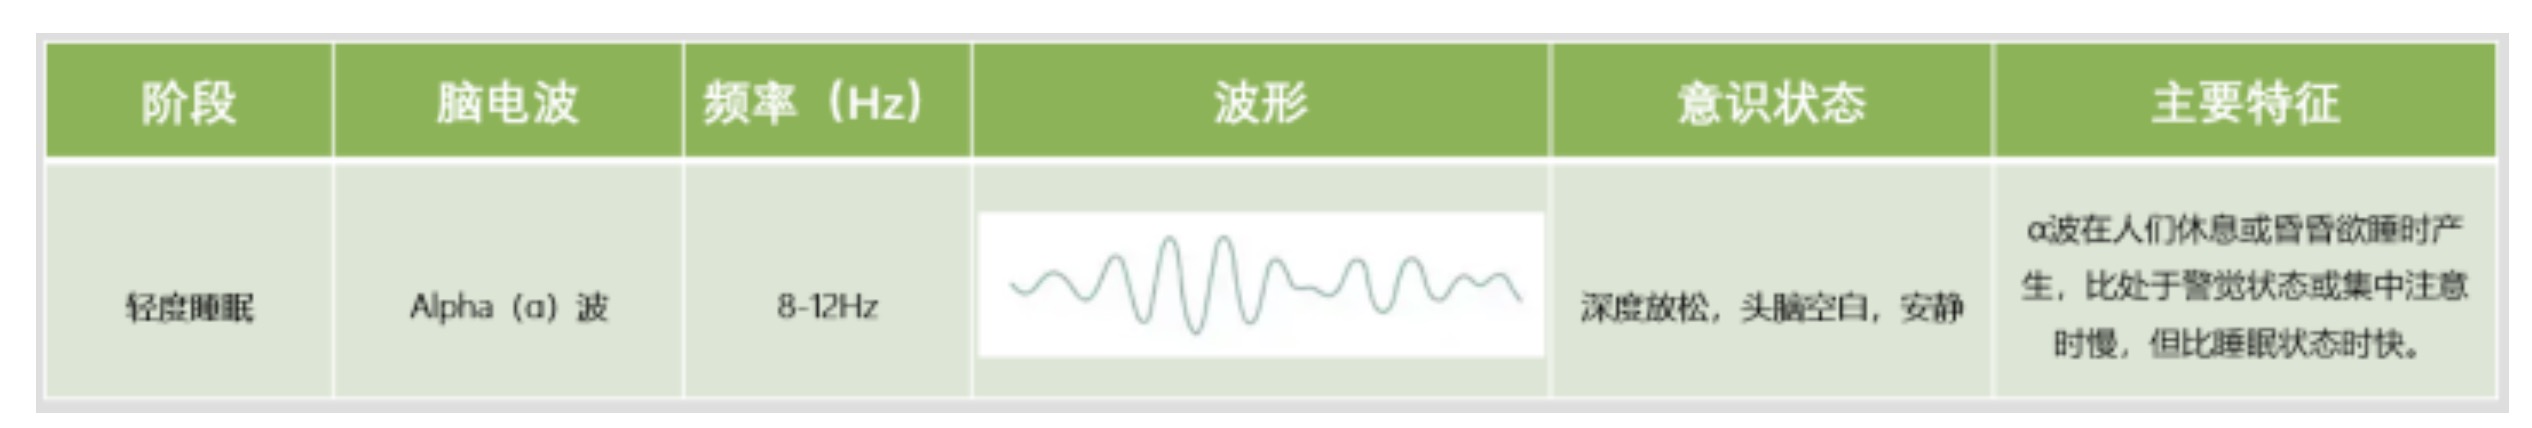 阶段
脑电波
频率（Hz）
波形
意识状态
主要特征
轻度睡眠
Alpha（α）波
8-12Hz
深度放松，头脑空白，安静
α波在人们休息或昏昏欲睡时产
生，比处于警觉状态或集中注意
时慢，但比睡眠状态时快。